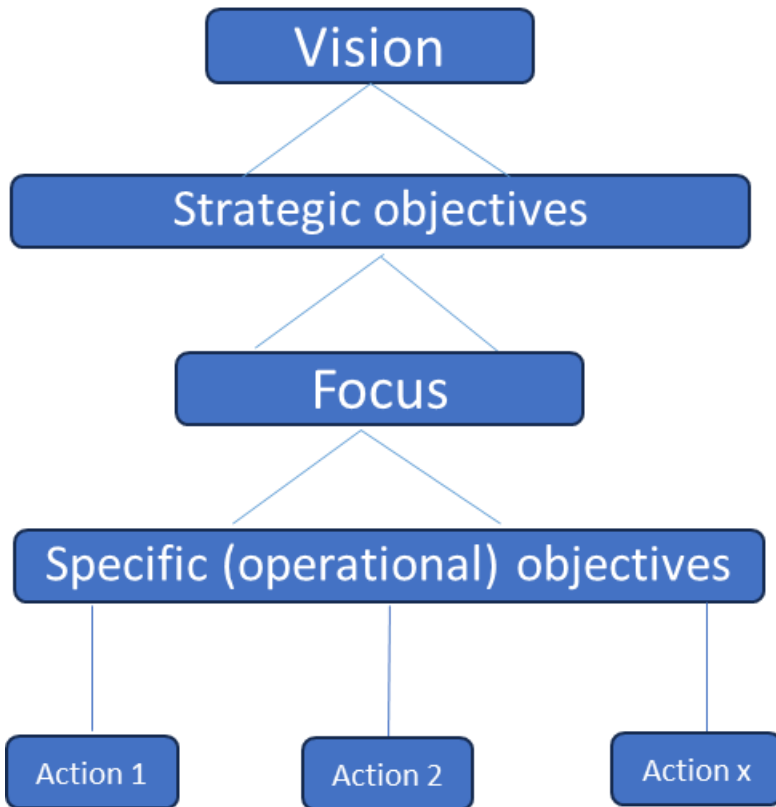 Vision
Strategic objectives
Focus
Specific (operational) objectives
Action 1
Action 2
Action x